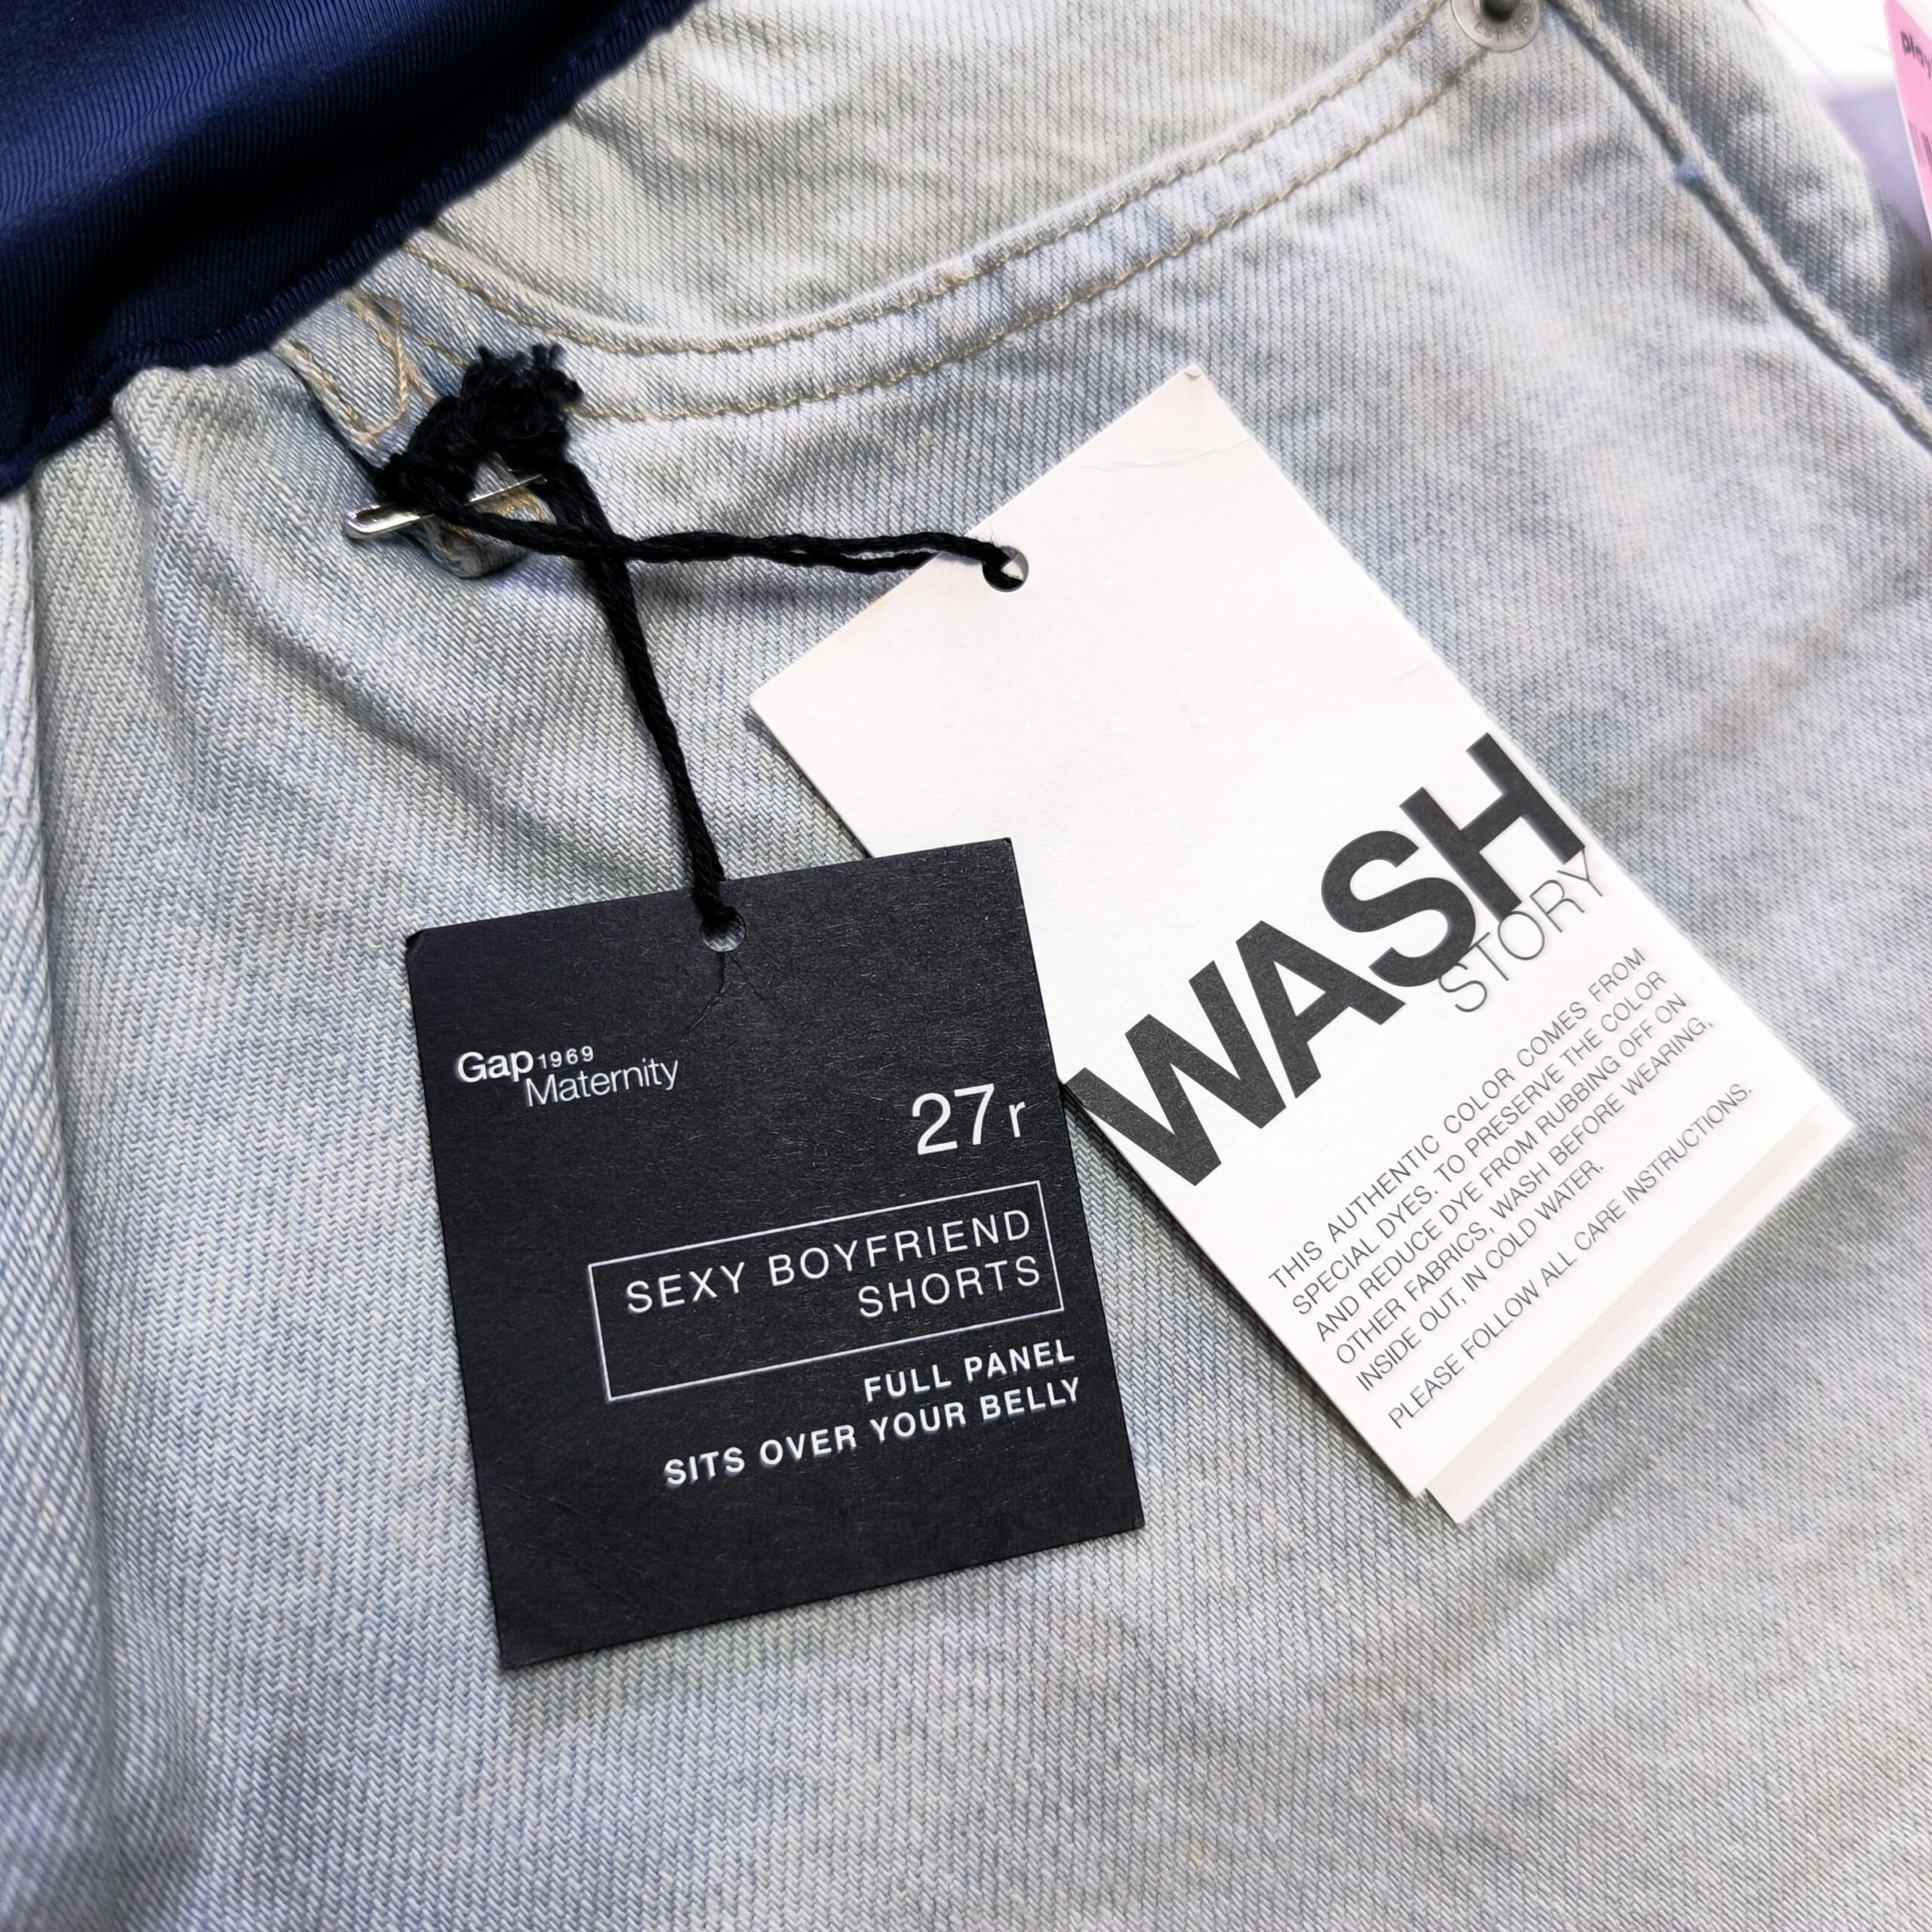 Gap 1969
Maternity
27r
SEXY BOYFRIEND
SHORTS
FULL PANEL
SITS OVER YOUR BELLY
WASH
STORY
THIS AUTHENTIC COLOR COMES FROM
SPECIAL DYES. TO PRESERVE THE COLOR
AND REDUCE DYE FROM RUBBING OFF ON
OTHER FABRICS, WASH BEFORE WEARING,
INSIDE OUT, IN COLD WATER.
PLEASE FOLLOW ALL CARE INSTRUCTIONS.